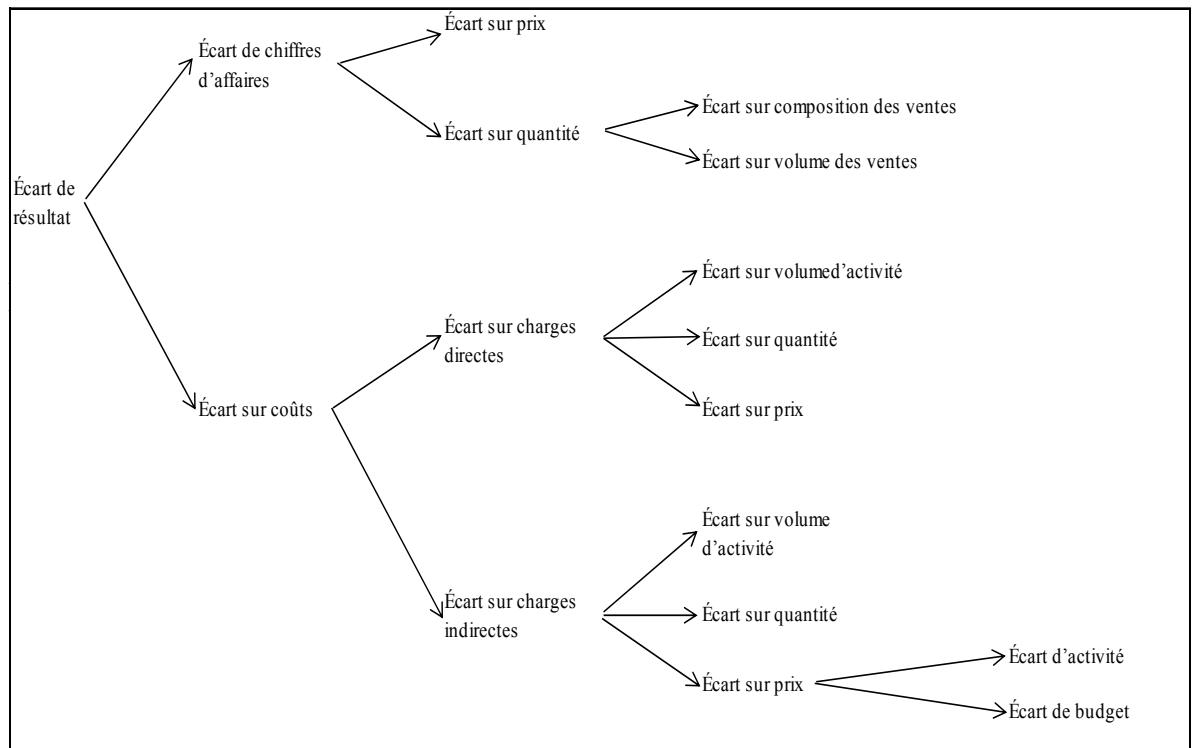 Écart sur prix
Écart de chiffres
d’affaires
Écart sur composition des ventes
Écart sur quantité
Écart sur volume des ventes
Écart de
résultat
Écart sur volumed’activité
Écart sur charges
directes
Écart sur quantité
Écart sur coûts
Écart sur prix
Écart sur volume
d’activité
Écart sur charges
indirectes
Écart sur quantité
Écart sur prix
Écart d’activité
Écart de budget